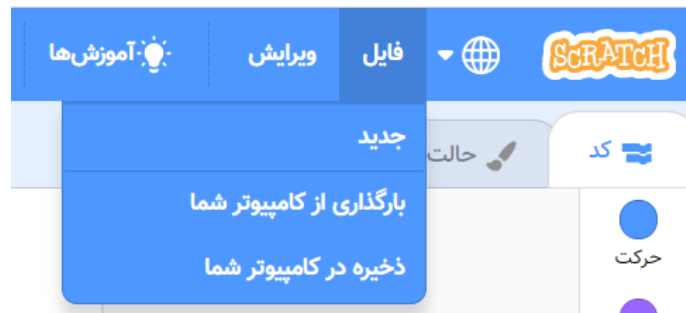 SCRATCH
فایل
ویرایش
آموزش‌ها
کد
حالت
جدید
بارگذاری از کامپیوتر شما
ذخیره در کامپیوتر شما
حرکت